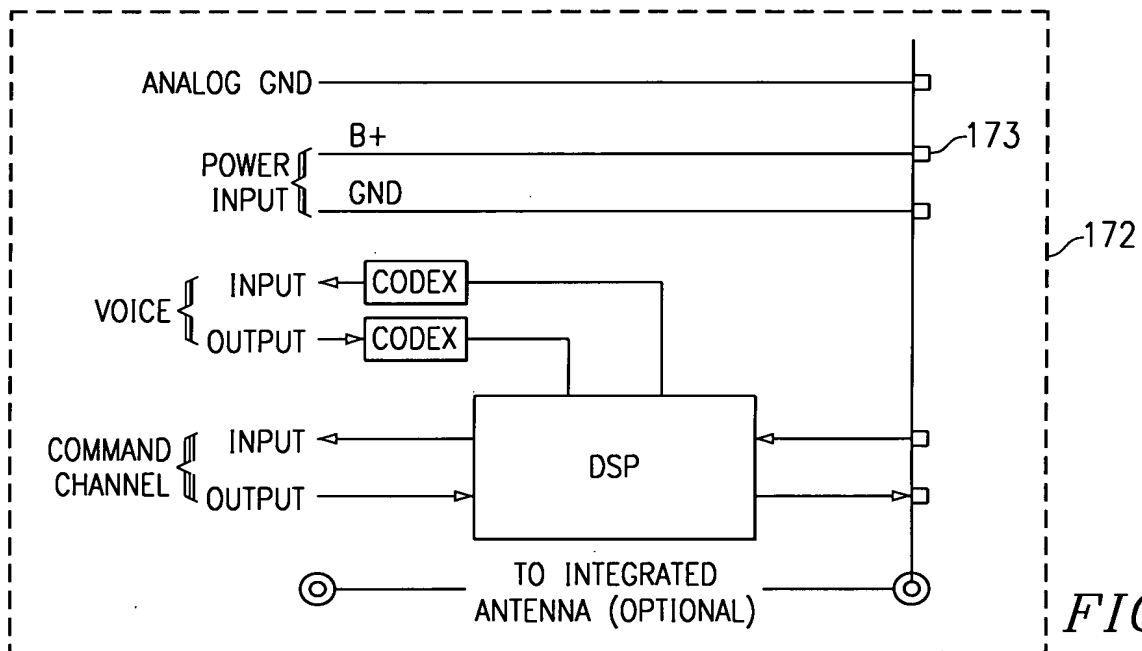 ANALOG GND
B+
173
POWER
INPUT
GND
172
VOICE
INPUT
CODEX
OUTPUT
CODEX
COMMAND
CHANNEL
INPUT
OUTPUT
DSP
TO INTEGRATED
ANTENNA (OPTIONAL)
FIG